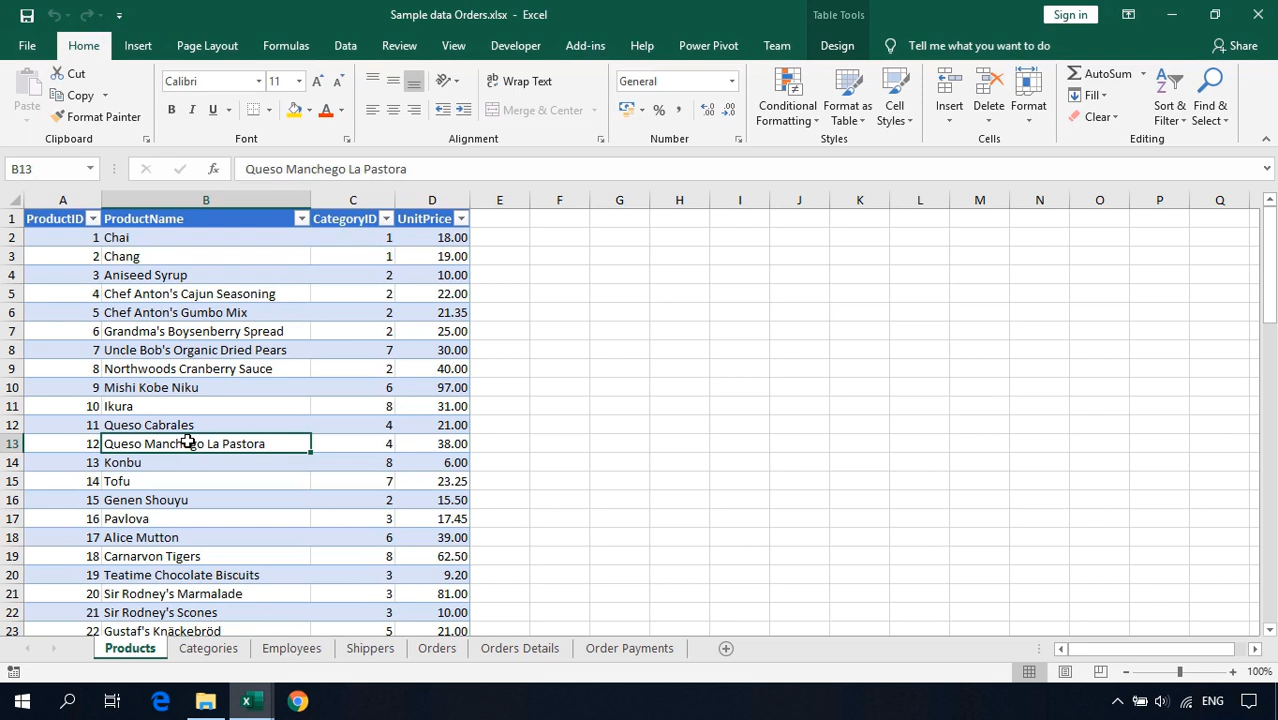 Sample data Orders.xlsx - Excel
Table Tools
Sign in
File Home Insert Page Layout Formulas Data Review View Developer Add-ins Help Power Pivot Team Design Tell me what you want to do Share
Paste
Cut
Copy
Format Painter
Clipboard
Calibri 11
B I U
Font
Wrap Text
Merge & Center
Alignment
General
Number
Conditional Formatting
Format as Table
Cell Styles
Styles
Insert
Delete
Format
Cells
AutoSum
Fill
Clear
Sort & Filter
Find & Select
Editing
B13 fx Queso Manchego La Pastora
A B C D E F G H I J K L M N O P Q
1 ProductID ProductName CategoryID UnitPrice
2 1 Chai 1 18.00
3 2 Chang 1 19.00
4 3 Aniseed Syrup 2 10.00
5 4 Chef Anton's Cajun Seasoning 2 22.00
6 5 Chef Anton's Gumbo Mix 2 21.35
7 6 Grandma's Boysenberry Spread 2 25.00
8 7 Uncle Bob's Organic Dried Pears 7 30.00
9 8 Northwoods Cranberry Sauce 2 40.00
10 9 Mishi Kobe Niku 6 97.00
11 10 Ikura 8 31.00
12 11 Queso Cabrales 4 21.00
13 12 Queso Manchego La Pastora 4 38.00
14 13 Konbu 8 6.00
15 14 Tofu 7 23.25
16 15 Genen Shouyu 2 15.50
17 16 Pavlova 3 17.45
18 17 Alice Mutton 6 39.00
19 18 Carnarvon Tigers 8 62.50
20 19 Teatime Chocolate Biscuits 3 9.20
21 20 Sir Rodney's Marmalade 3 81.00
22 21 Sir Rodney's Scones 3 10.00
23 22 Gustaf's Knäckebröd 5 21.00
Products Categories Employees Shippers Orders Orders Details Order Payments
100%
ENG